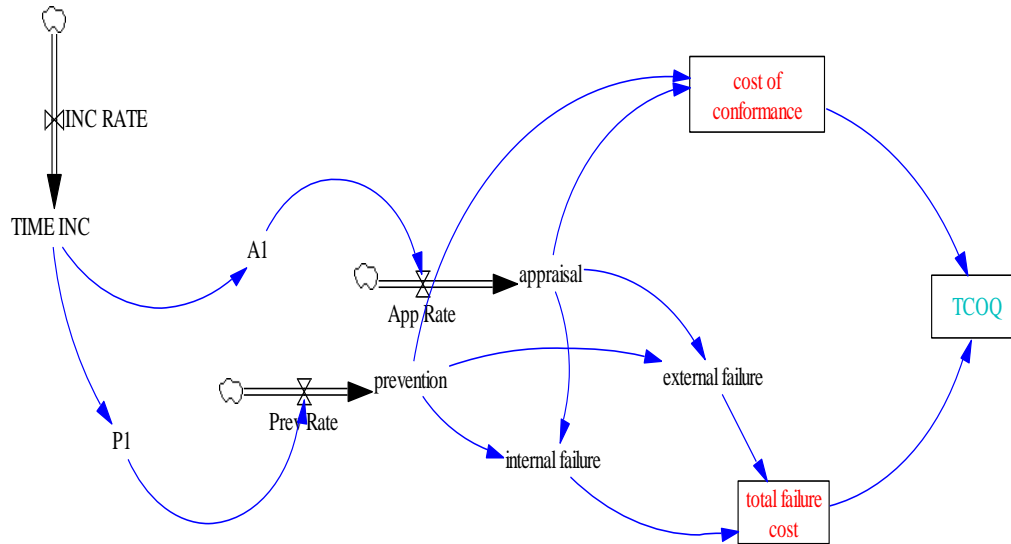 cost of
conformance
INC RATE
TIME INC
A1
appraisal
App Rate
TCOQ
prevention
external failure
Prev Rate
P1
internal failure
total failure
cost